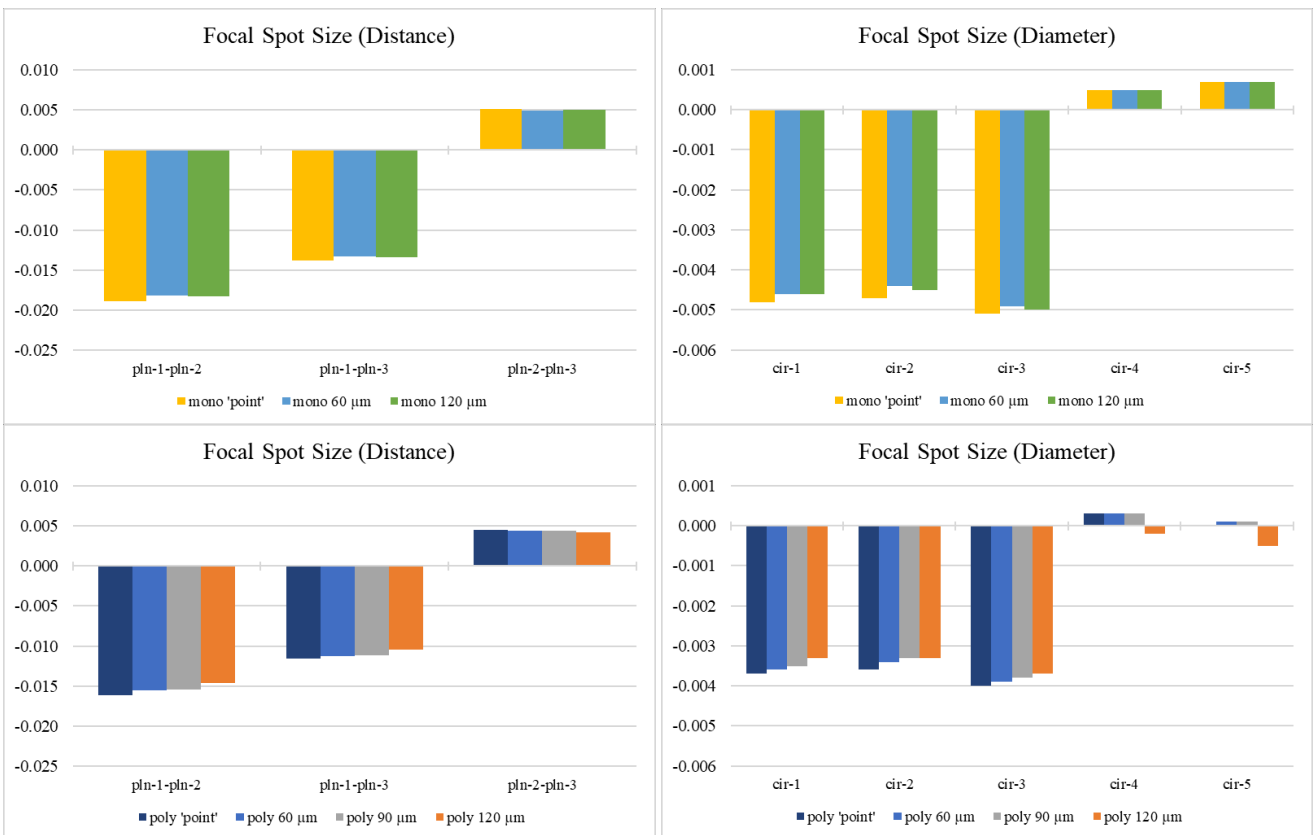 Focal Spot Size (Distance)
0.010
0.005
0.000
-0.005
-0.010
-0.015
-0.020
-0.025
pln-1-pln-2 pln-1-pln-3 pln-2-pln-3
mono 'point' mono 60 µm mono 120 µm
Focal Spot Size (Diameter)
0.001
0.000
-0.001
-0.002
-0.003
-0.004
-0.005
-0.006
cir-1 cir-2 cir-3 cir-4 cir-5
mono 'point' mono 60 µm mono 120 µm
Focal Spot Size (Distance)
0.010
0.005
0.000
-0.005
-0.010
-0.015
-0.020
-0.025
pln-1-pln-2 pln-1-pln-3 pln-2-pln-3
poly 'point' poly 60 µm poly 90 µm poly 120 µm
Focal Spot Size (Diameter)
0.001
0.000
-0.001
-0.002
-0.003
-0.004
-0.005
-0.006
cir-1 cir-2 cir-3 cir-4 cir-5
poly 'point' poly 60 µm poly 90 µm poly 120 µm